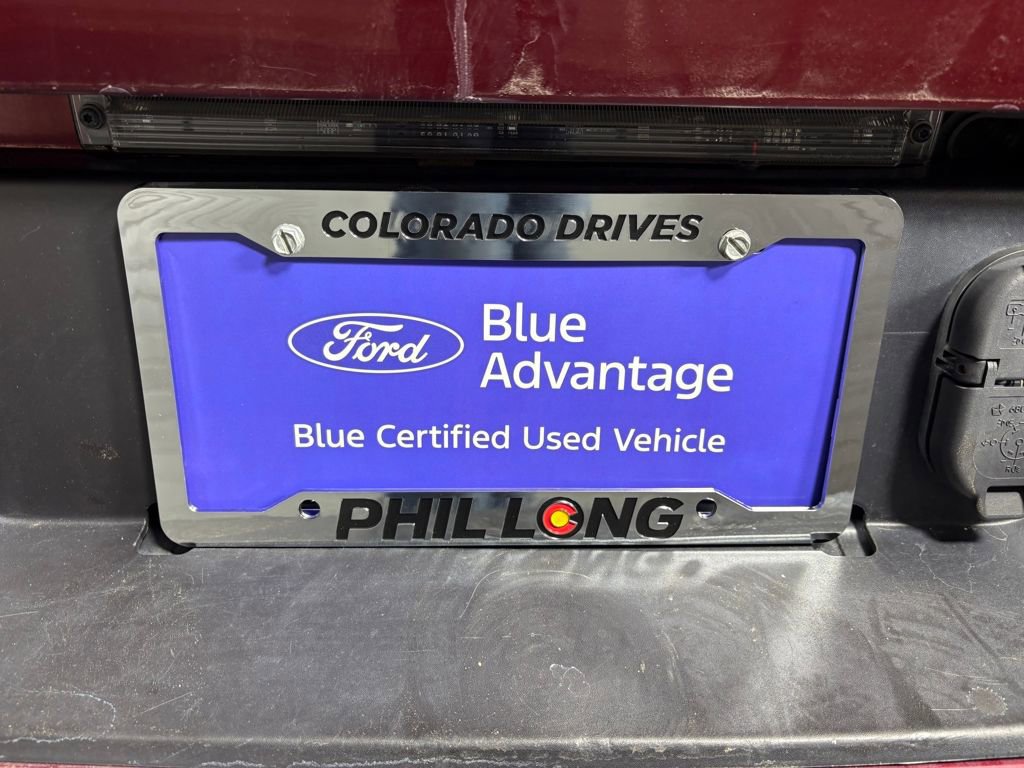 COLORADO DRIVES
Ford
Blue
Advantage
Blue Certified Used Vehicle
PHIL LONG